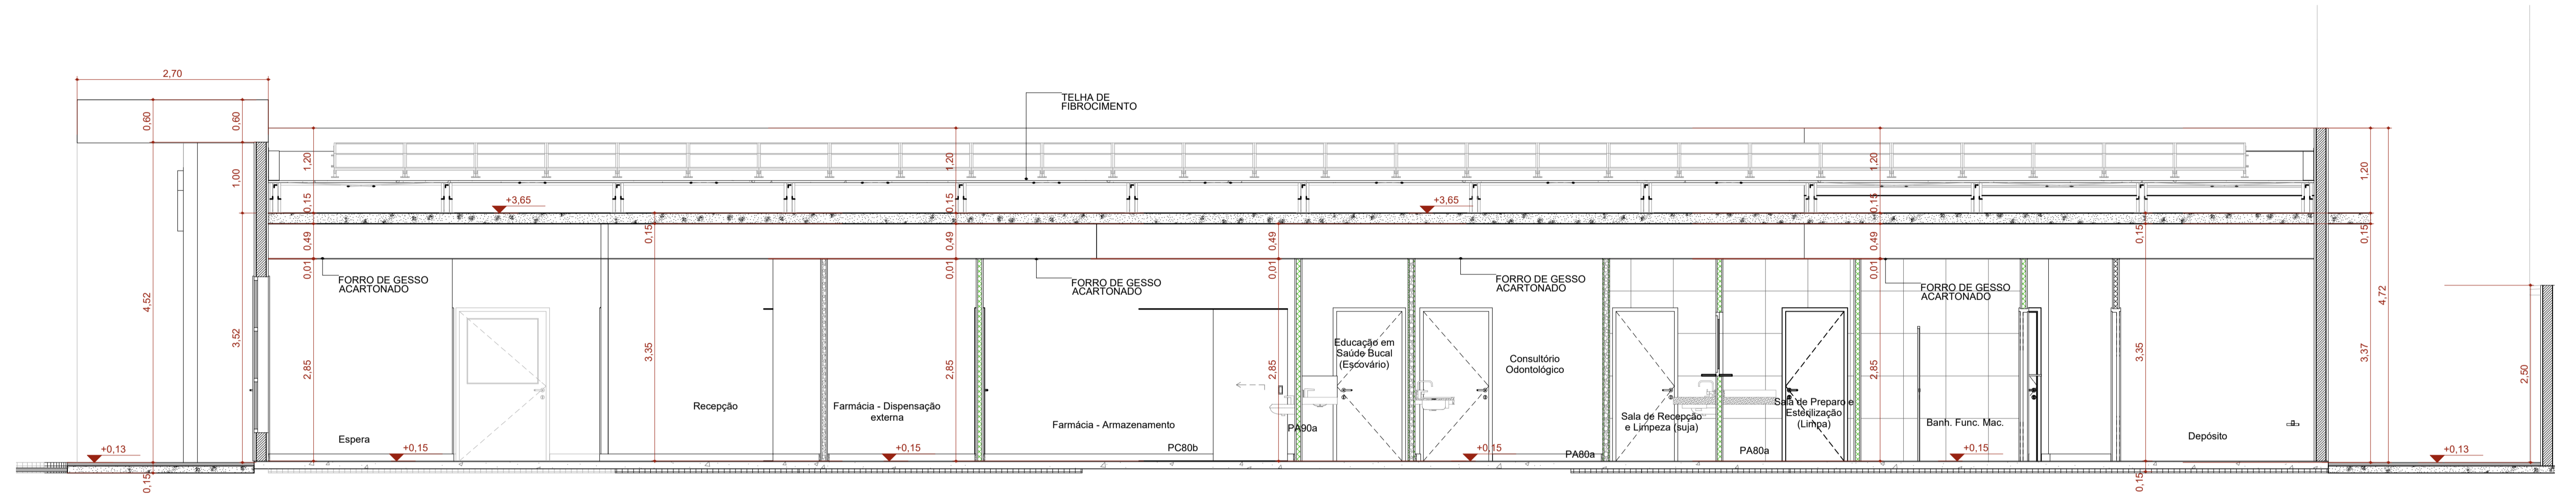 2,70
TELHA DE
FIBROCIMENTO
0,60
0,60
1,00
1,20
1,20
1,20
1,20
0,15
0,15
0,15
+3,65
+3,65
0,15
0,15
0,15
0,49
0,49
0,49
0,49
0,01
0,01
0,01
0,01
FORRO DE GESSO
ACARTONADO
FORRO DE GESSO
ACARTONADO
FORRO DE GESSO
ACARTONADO
FORRO DE GESSO
ACARTONADO
4,52
3,52
2,85
3,35
2,85
2,85
2,85
3,35
3,37
4,72
2,50
Espera
Recepção
Farmácia - Dispensação
externa
Farmácia - Armazenamento
PC80b
PA90a
Educação em
Saúde Bucal
(Escovário)
Consultório
Odontológico
PA80a
Sala de Recepção
e Limpeza (suja)
PA80a
Sala de Preparo e
Esterilização
(Limpa)
Banh. Func. Mac.
Depósito
+0,13
+0,15
+0,15
+0,15
+0,15
+0,13
0,15
0,15